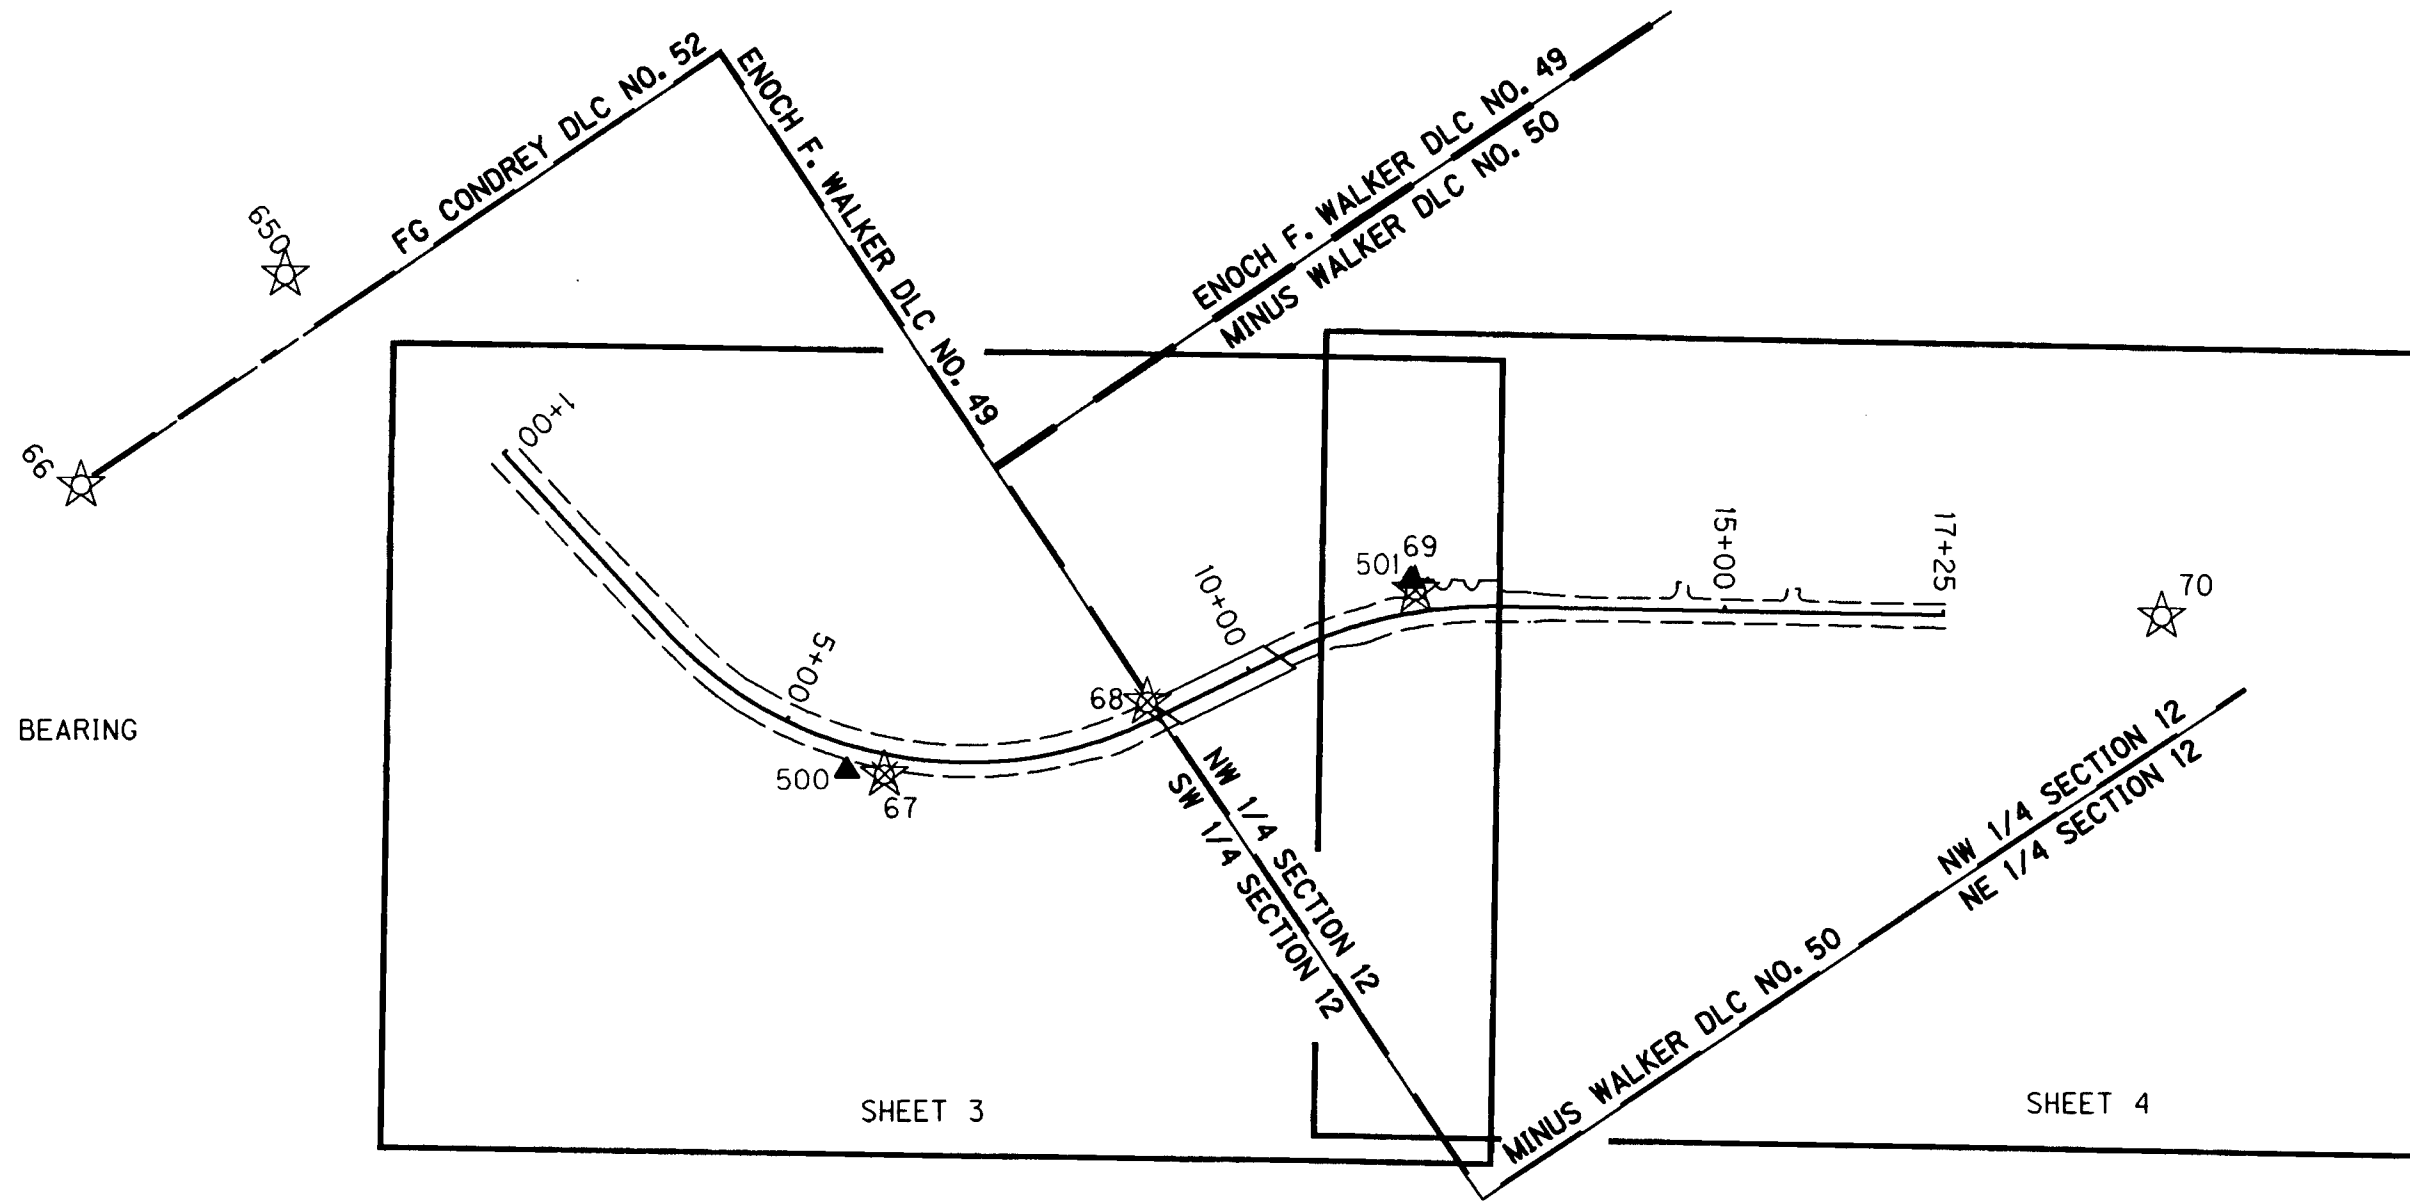 FG CONDREY DLC NO. 52
ENOCH F. WALKER DLC NO. 49
ENOCH F. WALKER DLC NO. 49
MINUS WALKER DLC NO. 50
650
66
1+00
5+00
10+00
501
69
15+00
17+25
70
68
BEARING
500
67
NW 1/4 SECTION 12
SW 1/4 SECTION 12
NW 1/4 SECTION 12
NE 1/4 SECTION 12
MINUS WALKER DLC NO. 50
SHEET 3
SHEET 4